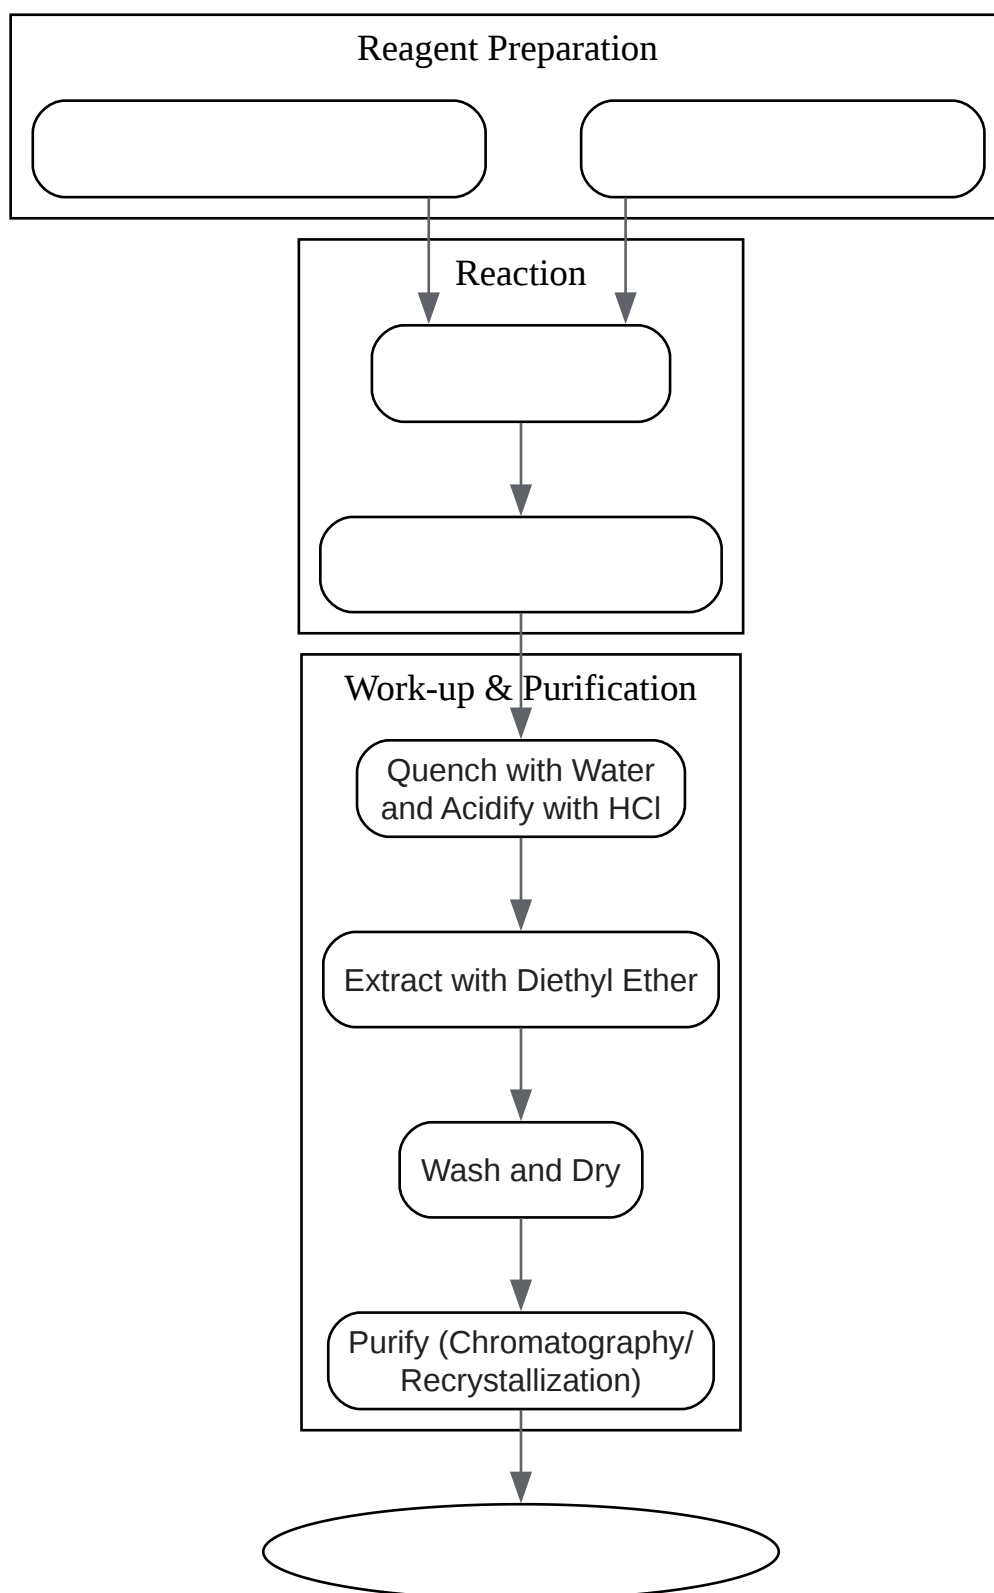 Reagent Preparation
Reaction
Work-up & Purification
Quench with Water
and Acidify with HCl
Extract with Diethyl Ether
Wash and Dry
Purify (Chromatography/
Recrystallization)